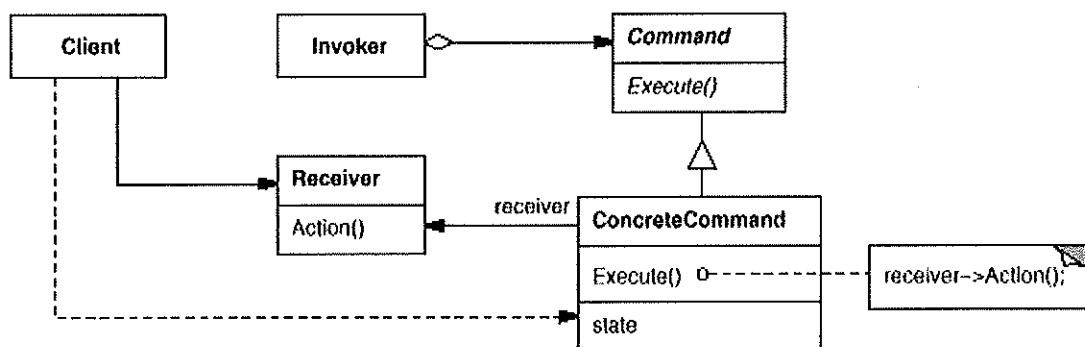 Client
Invoker
Command
Execute()
Receiver
Action()
receiver
ConcreteCommand
Execute()
receiver->Action();
state